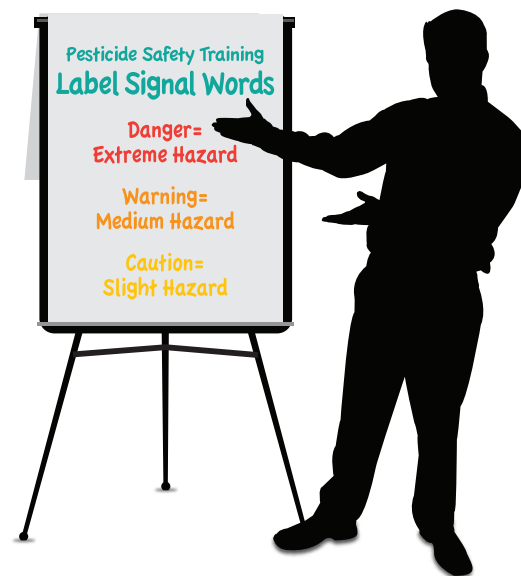 Pesticide Safety Training
Label Signal Words
Danger=
Extreme Hazard
Warning=
Medium Hazard
Caution=
Slight Hazard